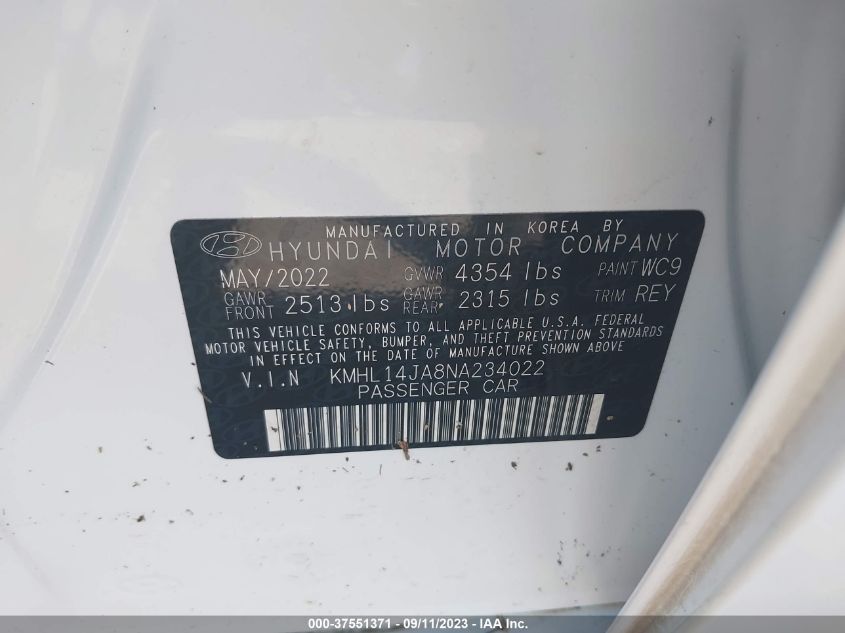 MANUFACTURED IN KOREA BY
HYUNDAI MOTOR COMPANY
MAY/2022 GVWR 4354 lbs PAINT WC9
GAWR FRONT 2513 lbs GAWR REAR 2315 lbs TRIM REY
THIS VEHICLE CONFORMS TO ALL APPLICABLE U.S.A. FEDERAL
MOTOR VEHICLE SAFETY, BUMPER, AND THEFT PREVENTION STANDARDS
IN EFFECT ON THE DATE OF MANUFACTURE SHOWN ABOVE
V.I.N KMHL14JA8NA234022
PASSENGER CAR
000-37551371 - 09/11/2023 - IAA Inc.